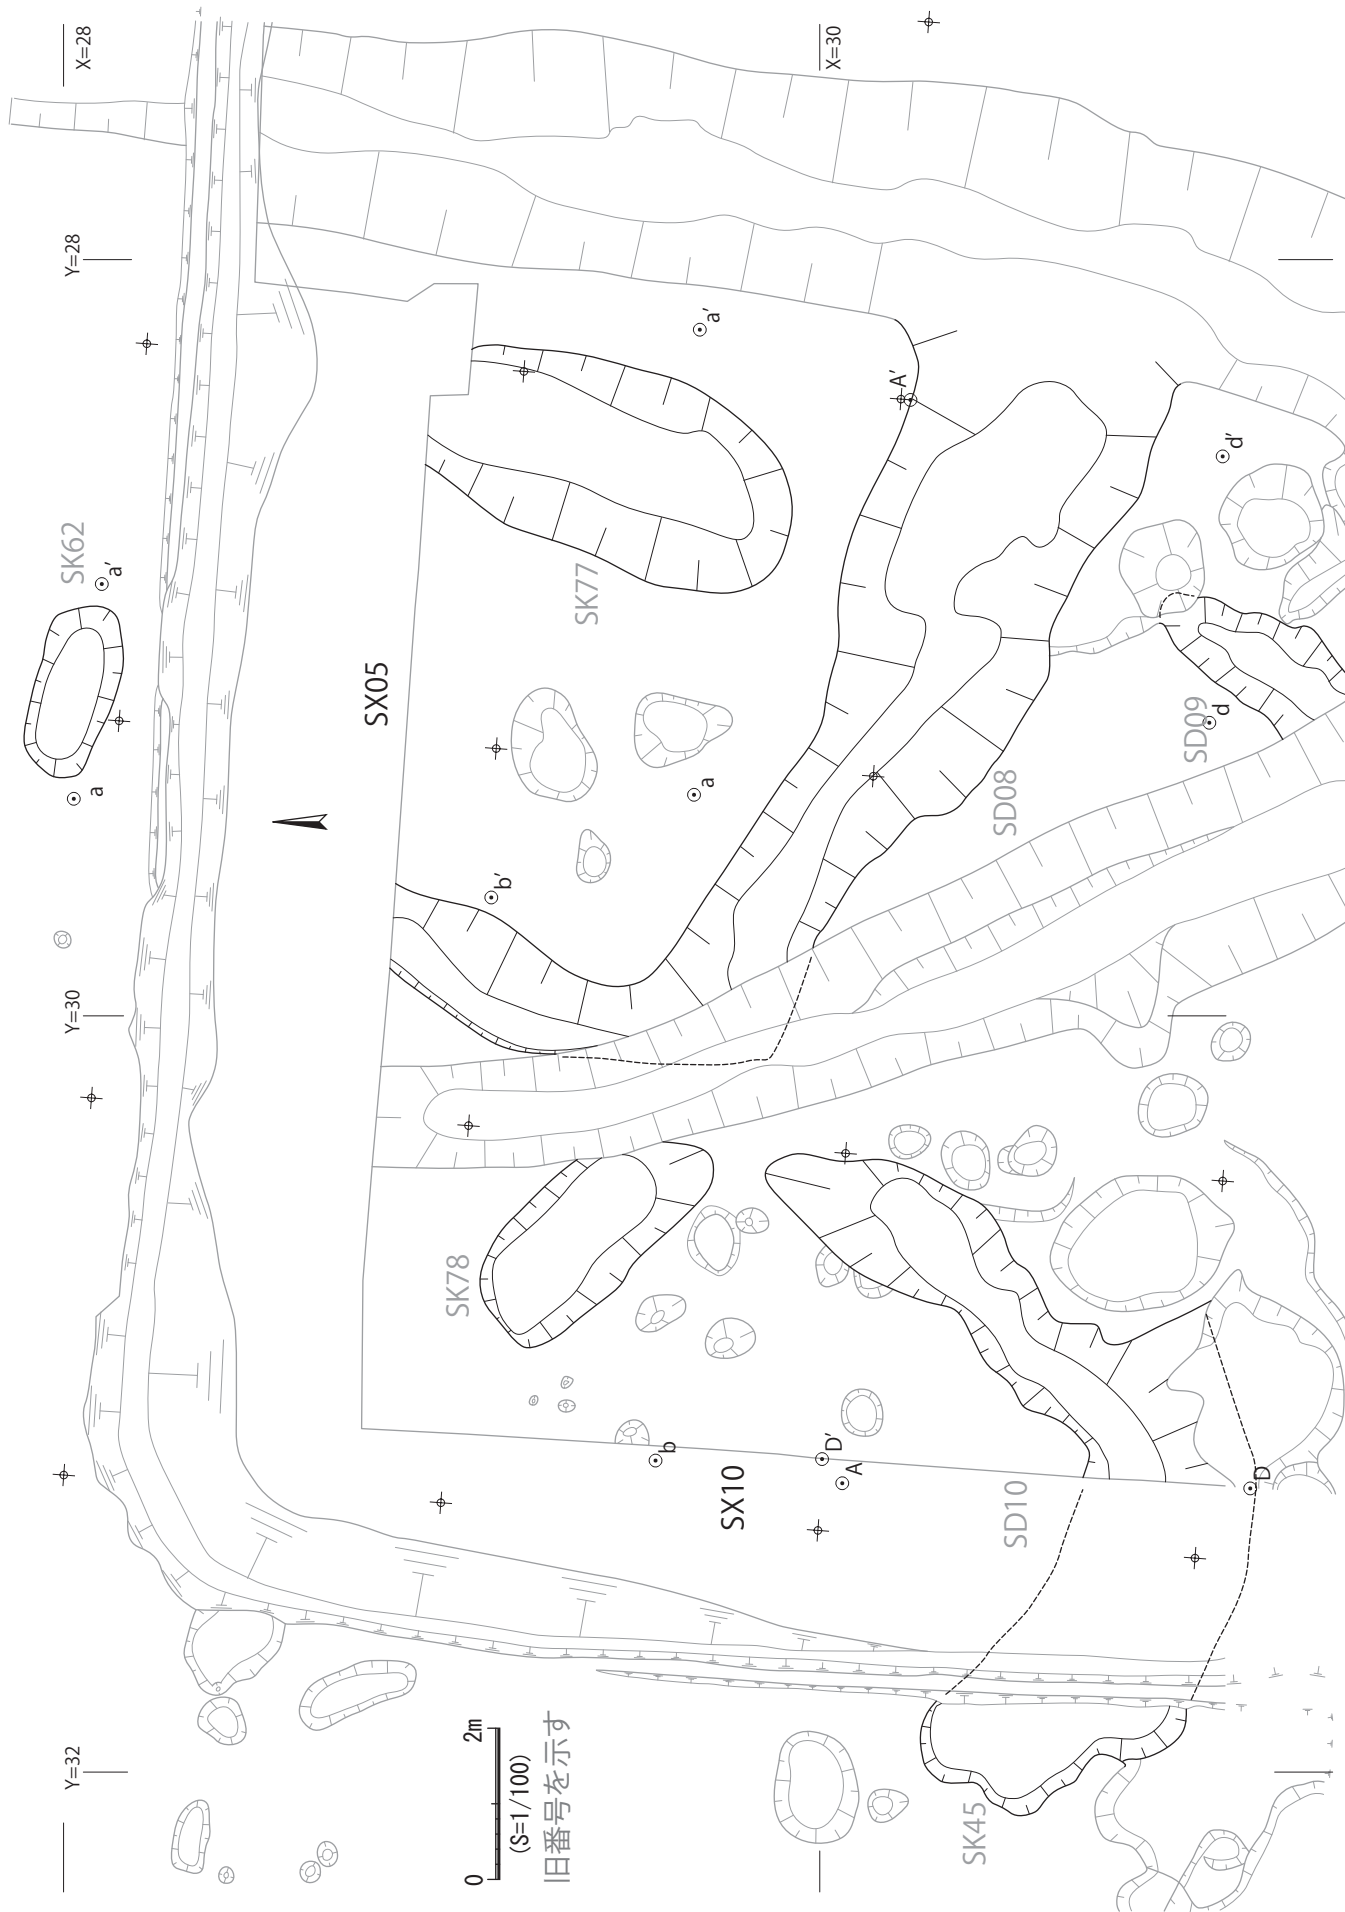 X=28
X=30
Y=28
a'
A'
SK62
a'
d'
SK77
SX05
SD09
d
a
a
SD08
b'
Y=30
SK78
b
D'
A
D
SX10
SD10
Y=32
0 2m
(S=1/100)
旧番号を示す
SK45